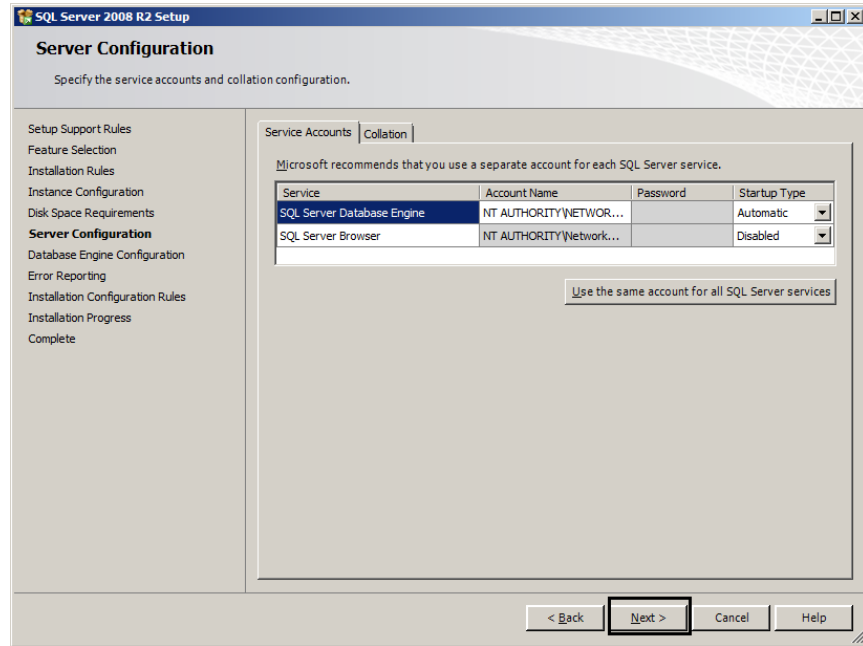 SQL Server 2008 R2 Setup
Server Configuration
Specify the service accounts and collation configuration.
Setup Support Rules
Feature Selection
Installation Rules
Instance Configuration
Disk Space Requirements
Server Configuration
Database Engine Configuration
Error Reporting
Installation Configuration Rules
Installation Progress
Complete
Service Accounts Collation
Microsoft recommends that you use a separate account for each SQL Server service.
Service Account Name Password Startup Type
SQL Server Database Engine NT AUTHORITY\NETWOR... Automatic
SQL Server Browser NT AUTHORITY\Network... Disabled
Use the same account for all SQL Server services
< Back Next > Cancel Help